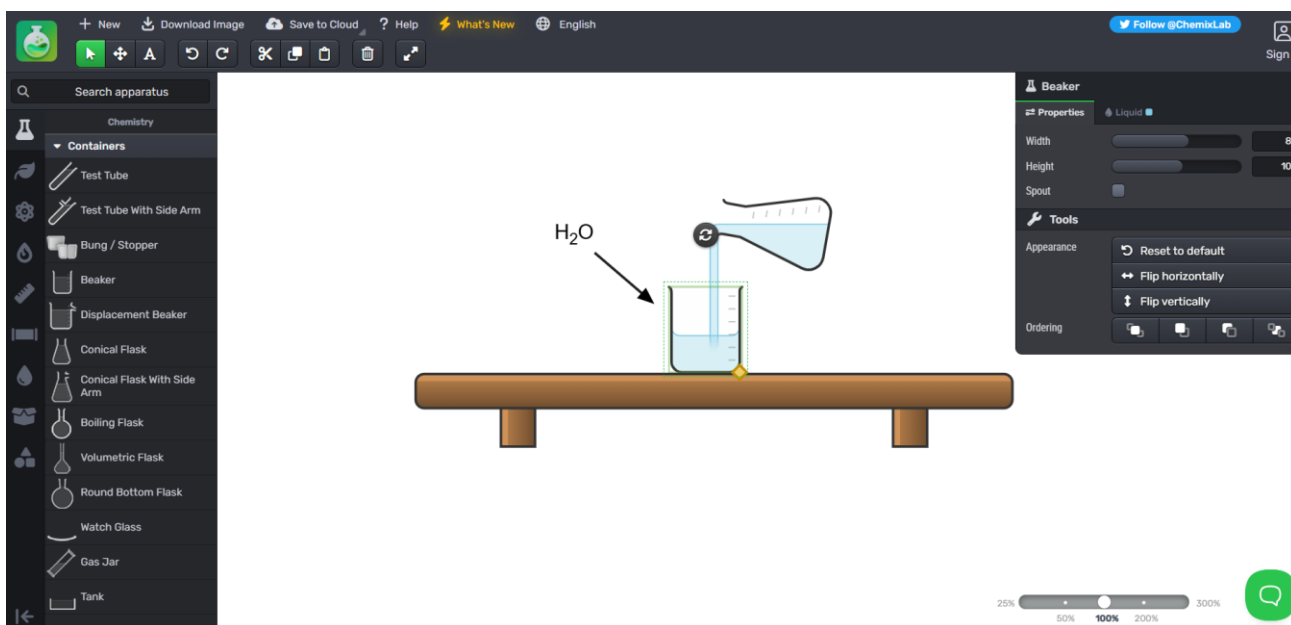 + New Download Image Save to Cloud ? Help What's New English Follow @ChemixLab
Sign
A
Search apparatus
Chemistry
Containers
Test Tube
Test Tube With Side Arm
Bung / Stopper
Beaker
Displacement Beaker
Conical Flask
Conical Flask With Side
Arm
Boiling Flask
Volumetric Flask
Round Bottom Flask
Watch Glass
Gas Jar
Tank
H₂O
Beaker
Properties Liquid
Width 8
Height 10
Spout
Tools
Appearance Reset to default
Flip horizontally
Flip vertically
Ordering
25% 300%
50% 100% 200%